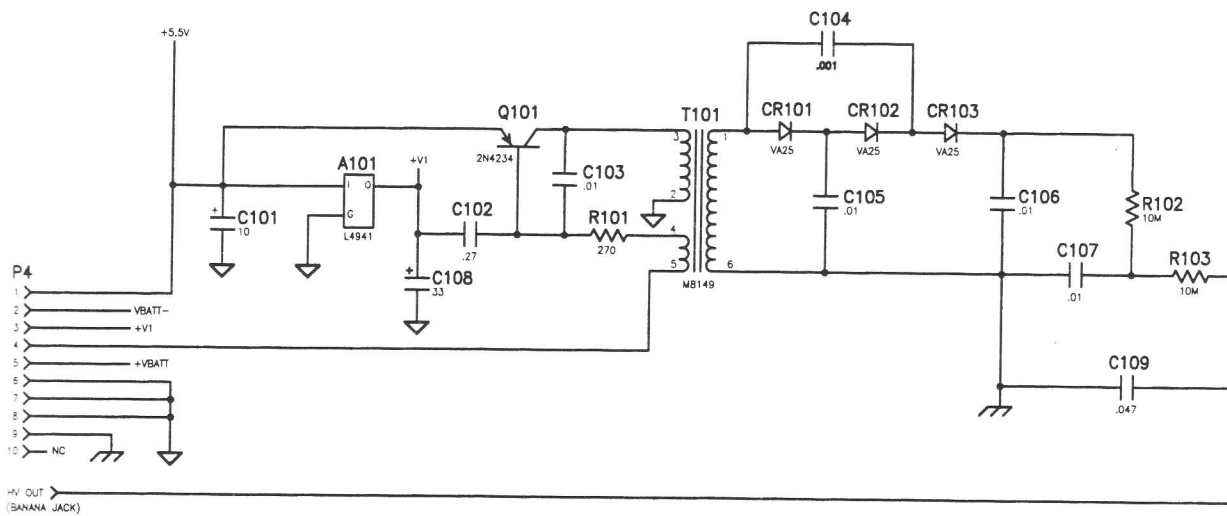 C104
.001
+5.5V
Q101
2N4234
T101
3
2
4
5
1
6
M8149
CR101
VA25
CR102
VA25
CR103
VA25
A101
I
O
G
L4941
+V1
C103
.01
C101
+
10
C102
.27
R101
270
C105
.01
C106
.01
R102
10M
C107
.01
R103
10M
+
C108
33
P4
1
2
VBATT-
3
+V1
4
5
+VBATT
6
7
8
9
10
NC
C109
.047
HV OUT
(BANANA JACK)